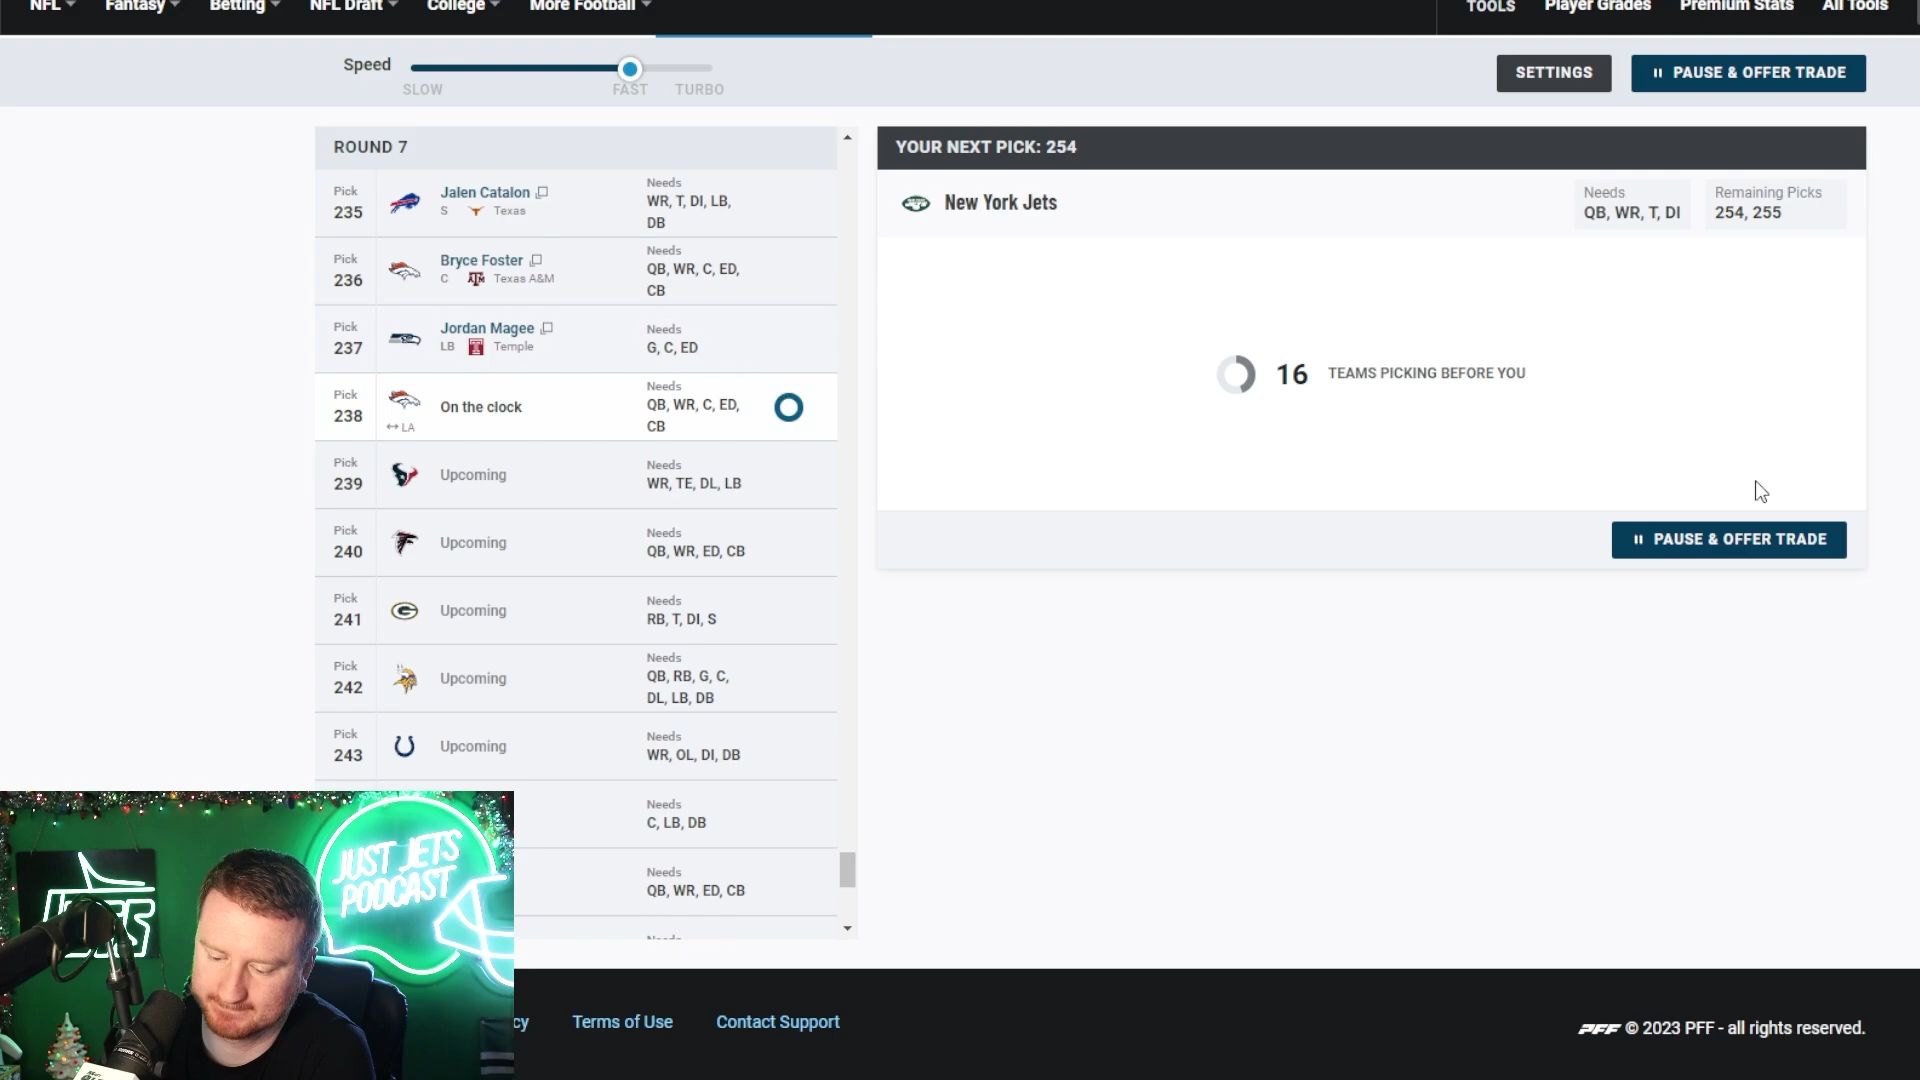 NFL Fantasy Betting NFL Draft College More Football TOOLS Player Grades Premium Stats All Tools
Speed
SLOW FAST TURBO
SETTINGS
PAUSE & OFFER TRADE
ROUND 7
Pick 235
Jalen Catalon
S Texas
Needs
WR, T, DI, LB,
DB
Pick 236
Bryce Foster
C Texas A&M
Needs
QB, WR, C, ED,
CB
Pick 237
Jordan Magee
LB Temple
Needs
G, C, ED
Pick 238
↔ LA
On the clock
Needs
QB, WR, C, ED,
CB
Pick 239
Upcoming
Needs
WR, TE, DL, LB
Pick 240
Upcoming
Needs
QB, WR, ED, CB
Pick 241
Upcoming
Needs
RB, T, DI, S
Pick 242
Upcoming
Needs
QB, RB, G, C,
DL, LB, DB
Pick 243
Upcoming
Needs
WR, OL, DI, DB
Needs
C, LB, DB
Needs
QB, WR, ED, CB
YOUR NEXT PICK: 254
New York Jets
Needs
QB, WR, T, DI
Remaining Picks
254, 255
16 TEAMS PICKING BEFORE YOU
PAUSE & OFFER TRADE
JUST JETS
PODCAST
JETS
cy Terms of Use Contact Support
PFF © 2023 PFF - all rights reserved.